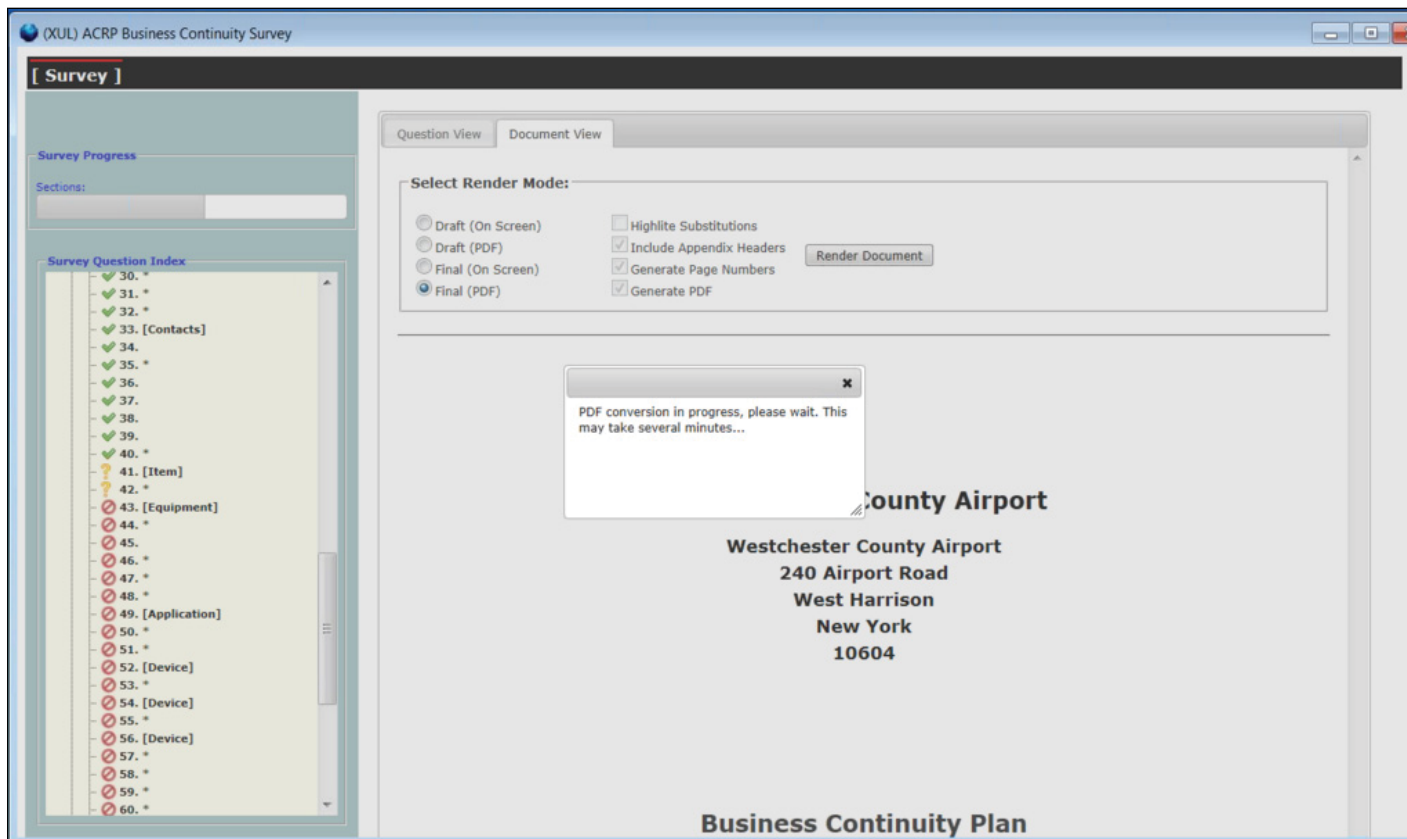 (XUL) ACRP Business Continuity Survey
[ Survey ]
Survey Progress
Sections:
Survey Question Index
30. *
31. *
32. *
33. [Contacts]
34.
35. *
36.
37.
38.
39.
40. *
41. [Item]
42. *
43. [Equipment]
44. *
45.
46. *
47. *
48. *
49. [Application]
50. *
51. *
52. [Device]
53. *
54. [Device]
55. *
56. [Device]
57. *
58. *
59. *
60. *
Question View
Document View
Select Render Mode:
Draft (On Screen)
Draft (PDF)
Final (On Screen)
Final (PDF)
Highlite Substitutions
Include Appendix Headers
Generate Page Numbers
Generate PDF
Render Document
PDF conversion in progress, please wait. This
may take several minutes...
County Airport
Westchester County Airport
240 Airport Road
West Harrison
New York
10604
Business Continuity Plan